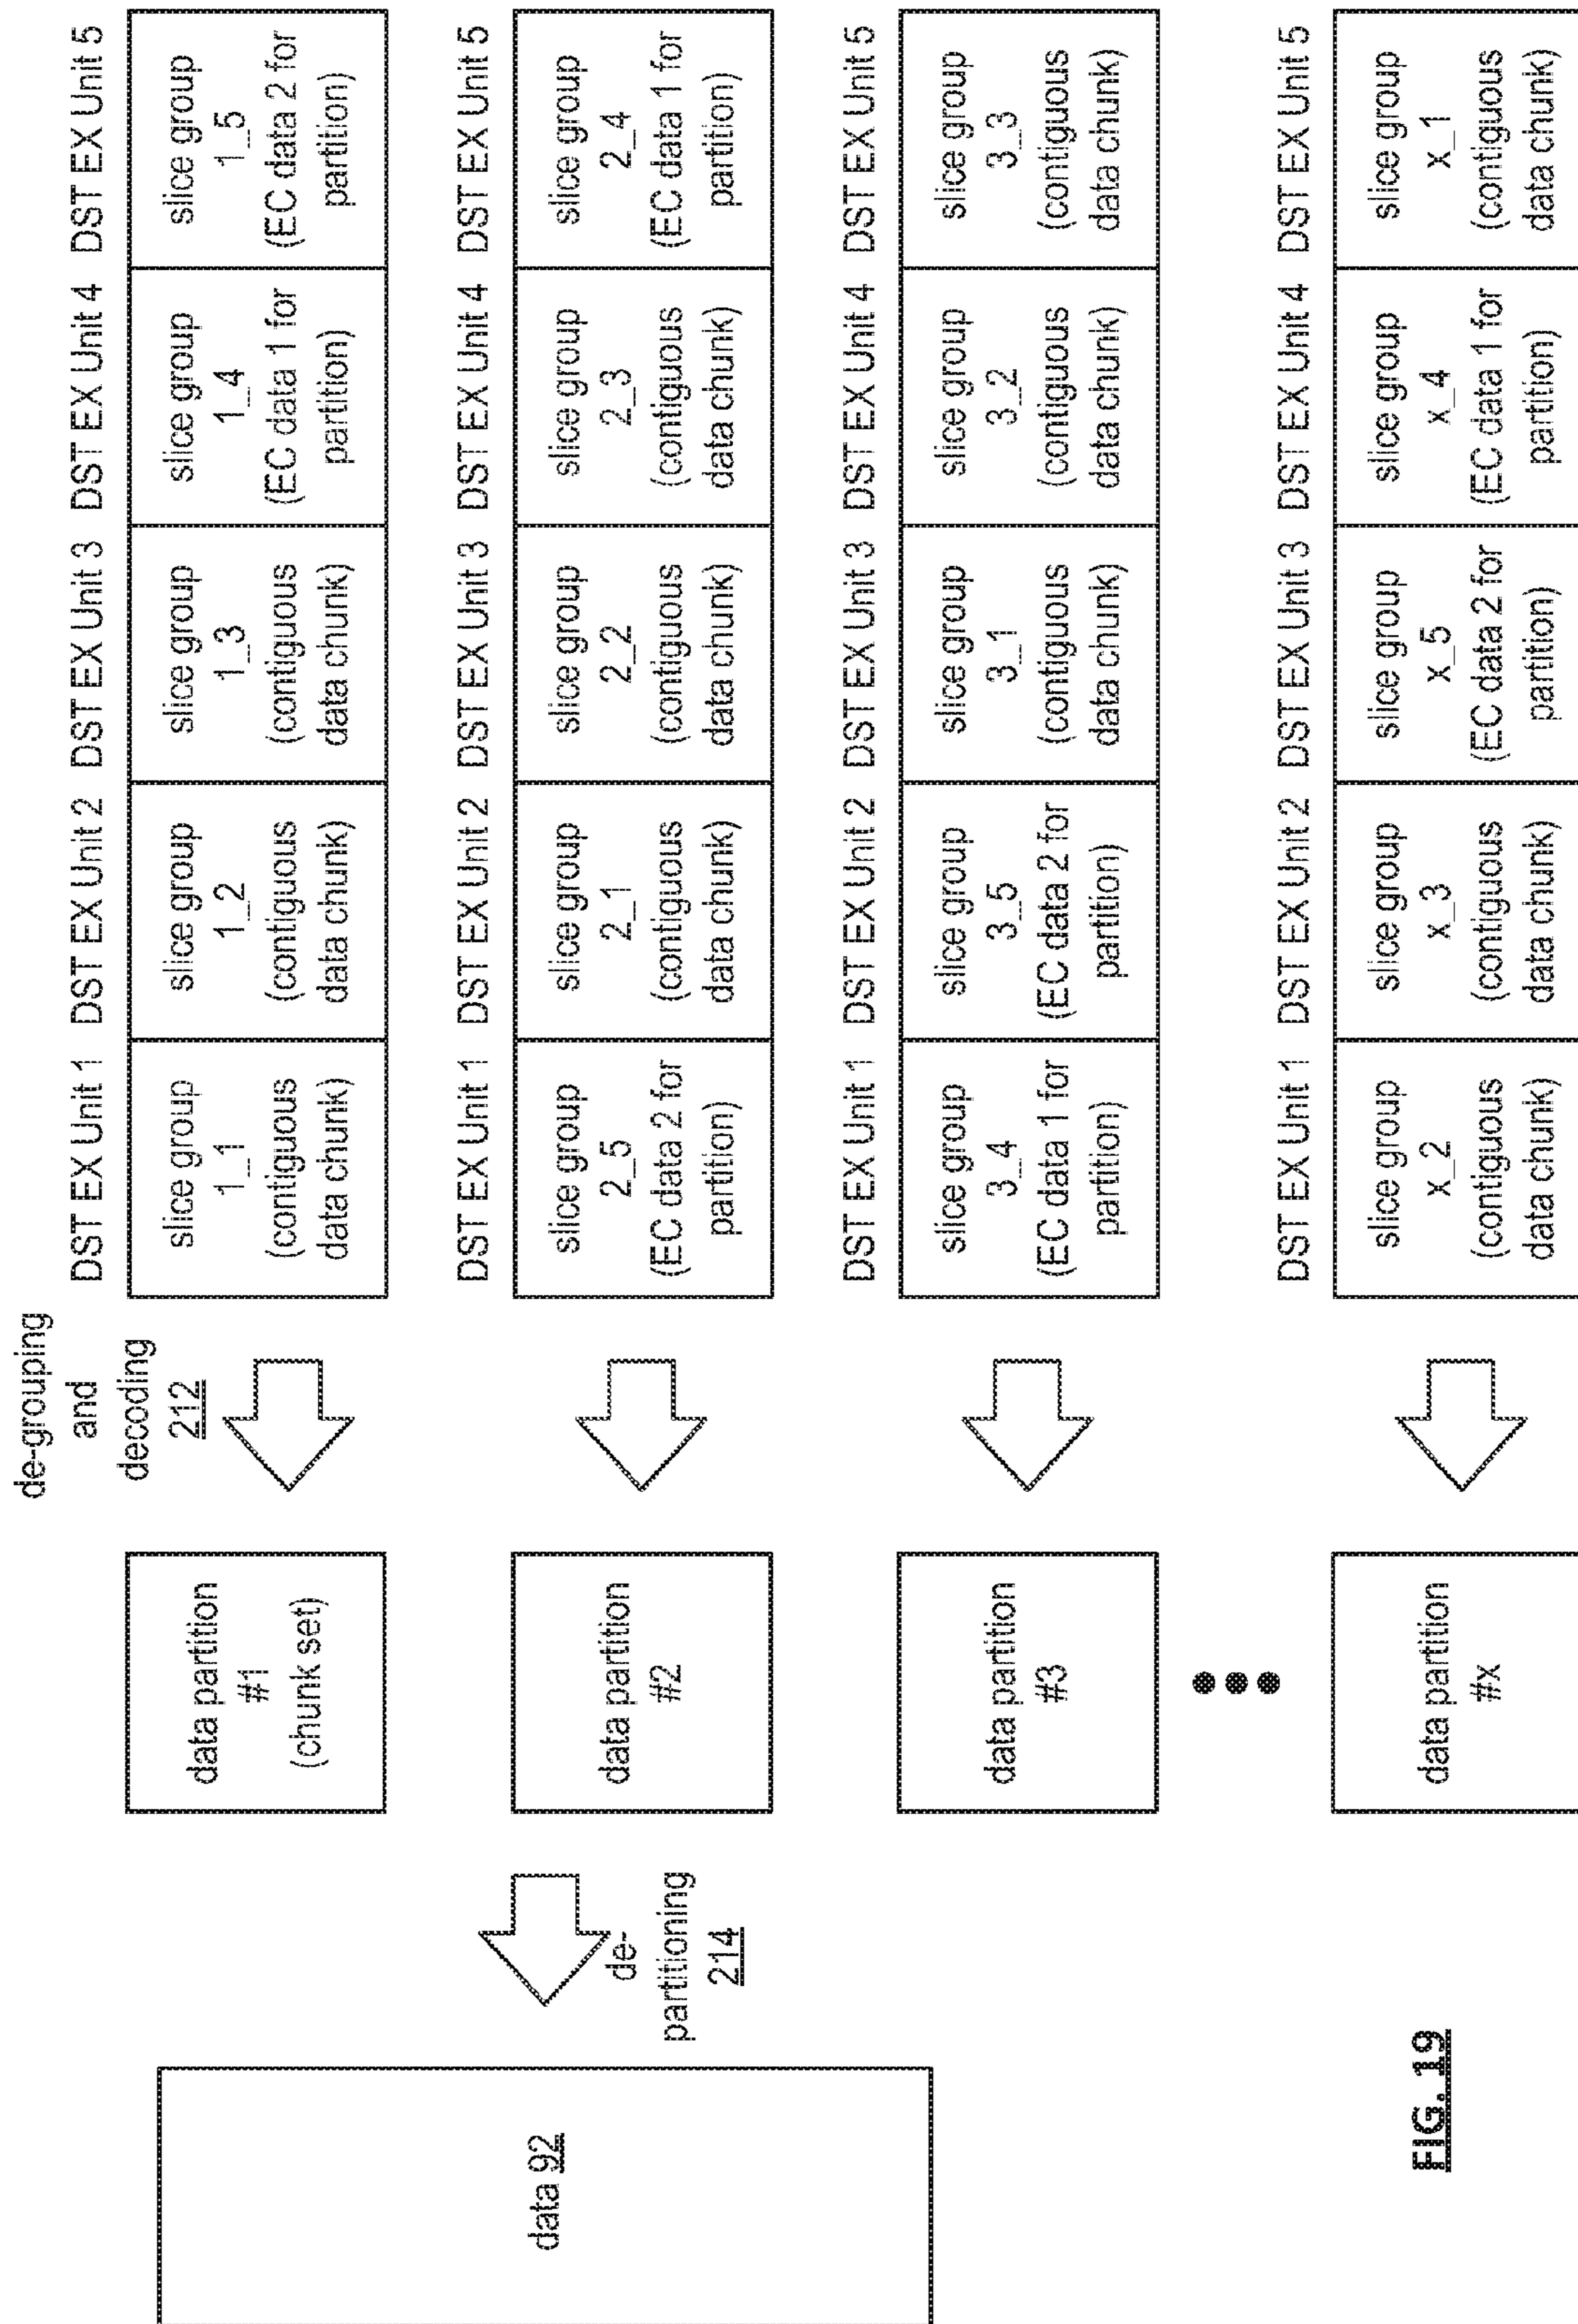 de-grouping
and
decoding
212
DST EX Unit 1 DST EX Unit 2 DST EX Unit 3 DST EX Unit 4 DST EX Unit 5
data partition
#1
(chunk set)
slice group
1_1
(contiguous
data chunk)
slice group
1_2
(contiguous
data chunk)
slice group
1_3
(contiguous
data chunk)
slice group
1_4
(EC data 1 for
partition)
slice group
1_5
(EC data 2 for
partition)
DST EX Unit 1 DST EX Unit 2 DST EX Unit 3 DST EX Unit 4 DST EX Unit 5
data 92
de-
partitioning
214
data partition
#2
slice group
2_5
(EC data 2 for
partition)
slice group
2_1
(contiguous
data chunk)
slice group
2_2
(contiguous
data chunk)
slice group
2_3
(contiguous
data chunk)
slice group
2_4
(EC data 1 for
partition)
DST EX Unit 1 DST EX Unit 2 DST EX Unit 3 DST EX Unit 4 DST EX Unit 5
data partition
#3
slice group
3_4
(EC data 1 for
partition)
slice group
3_5
(EC data 2 for
partition)
slice group
3_1
(contiguous
data chunk)
slice group
3_2
(contiguous
data chunk)
slice group
3_3
(contiguous
data chunk)
DST EX Unit 1 DST EX Unit 2 DST EX Unit 3 DST EX Unit 4 DST EX Unit 5
data partition
#x
slice group
x_2
(contiguous
data chunk)
slice group
x_3
(contiguous
data chunk)
slice group
x_5
(EC data 2 for
partition)
slice group
x_4
(EC data 1 for
partition)
slice group
x_1
(contiguous
data chunk)
FIG. 19